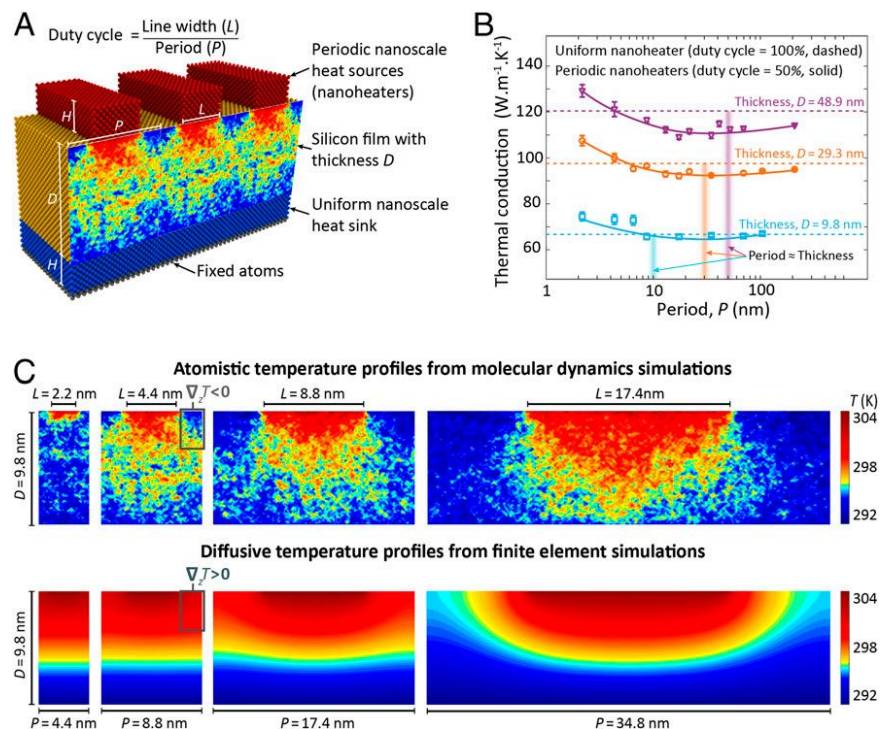 A
Duty cycle = Line width (L)
Period (P)
Periodic nanoscale
heat sources
(nanoheaters)
Silicon film with
thickness D
Uniform nanoscale
heat sink
Fixed atoms
H
P
L
D
H
B
Thermal conduction (W.m⁻¹.K⁻¹)
140
120
100
80
60
Uniform nanoheater (duty cycle = 100%, dashed)
Periodic nanoheaters (duty cycle = 50%, solid)
Thickness, D = 48.9 nm
Thickness, D = 29.3 nm
Thickness, D = 9.8 nm
Period ≈ Thickness
1 10 100
Period, P (nm)
C
Atomistic temperature profiles from molecular dynamics simulations
L = 2.2 nm L = 4.4 nm ∇zT<0 L = 8.8 nm L = 17.4nm T (K)
D = 9.8 nm
304
298
292
Diffusive temperature profiles from finite element simulations
∇zT>0
D = 9.8 nm
304
298
292
P = 4.4 nm P = 8.8 nm P = 17.4 nm P = 34.8 nm